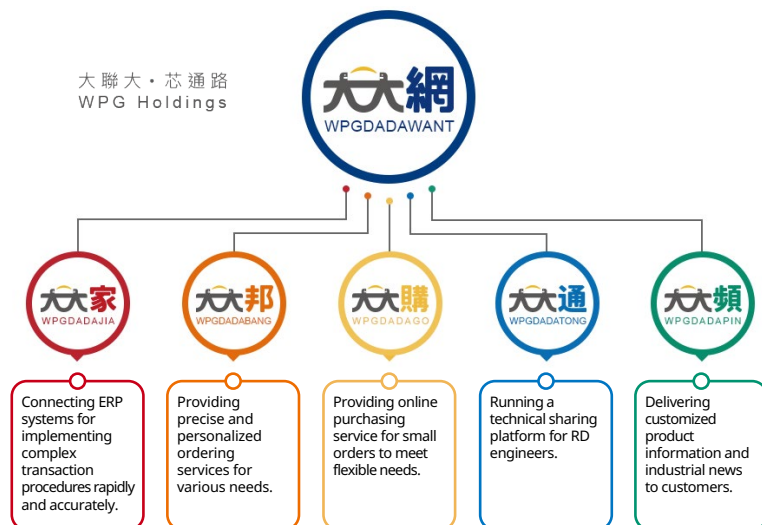 大聯大・芯通路
WPG Holdings
大大網
WPGDADAWANT
大大家
WPGDADAJIA
大大邦
WPGDADABANG
大大購
WPGDADAGO
大大通
WPGDADATONG
大大頻
WPGDADAPIN
Connecting ERP
systems for
implementing
complex
transaction
procedures rapidly
and accurately.
Providing
precise and
personalized
ordering
services for
various needs.
Providing online
purchasing
service for small
orders to meet
flexible needs.
Running a
technical sharing
platform for RD
engineers.
Delivering
customized
product
information and
industrial news
to customers.